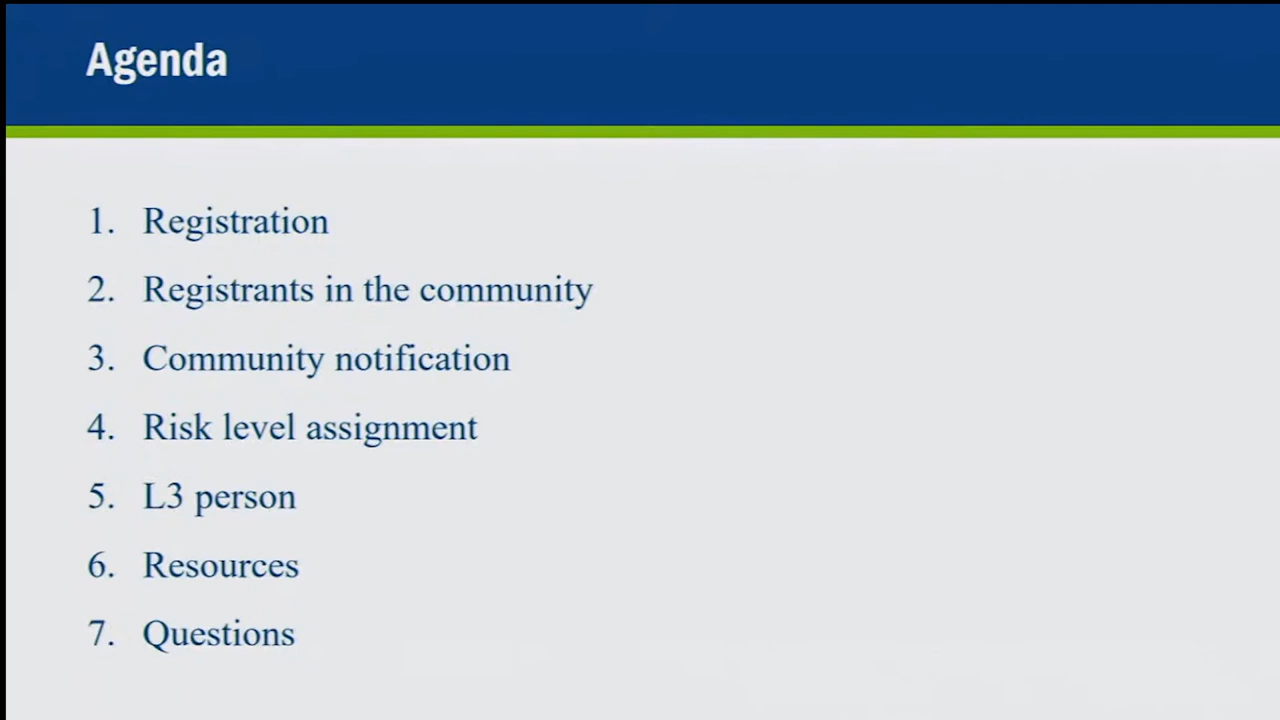 Agenda
1. Registration
2. Registrants in the community
3. Community notification
4. Risk level assignment
5. L3 person
6. Resources
7. Questions